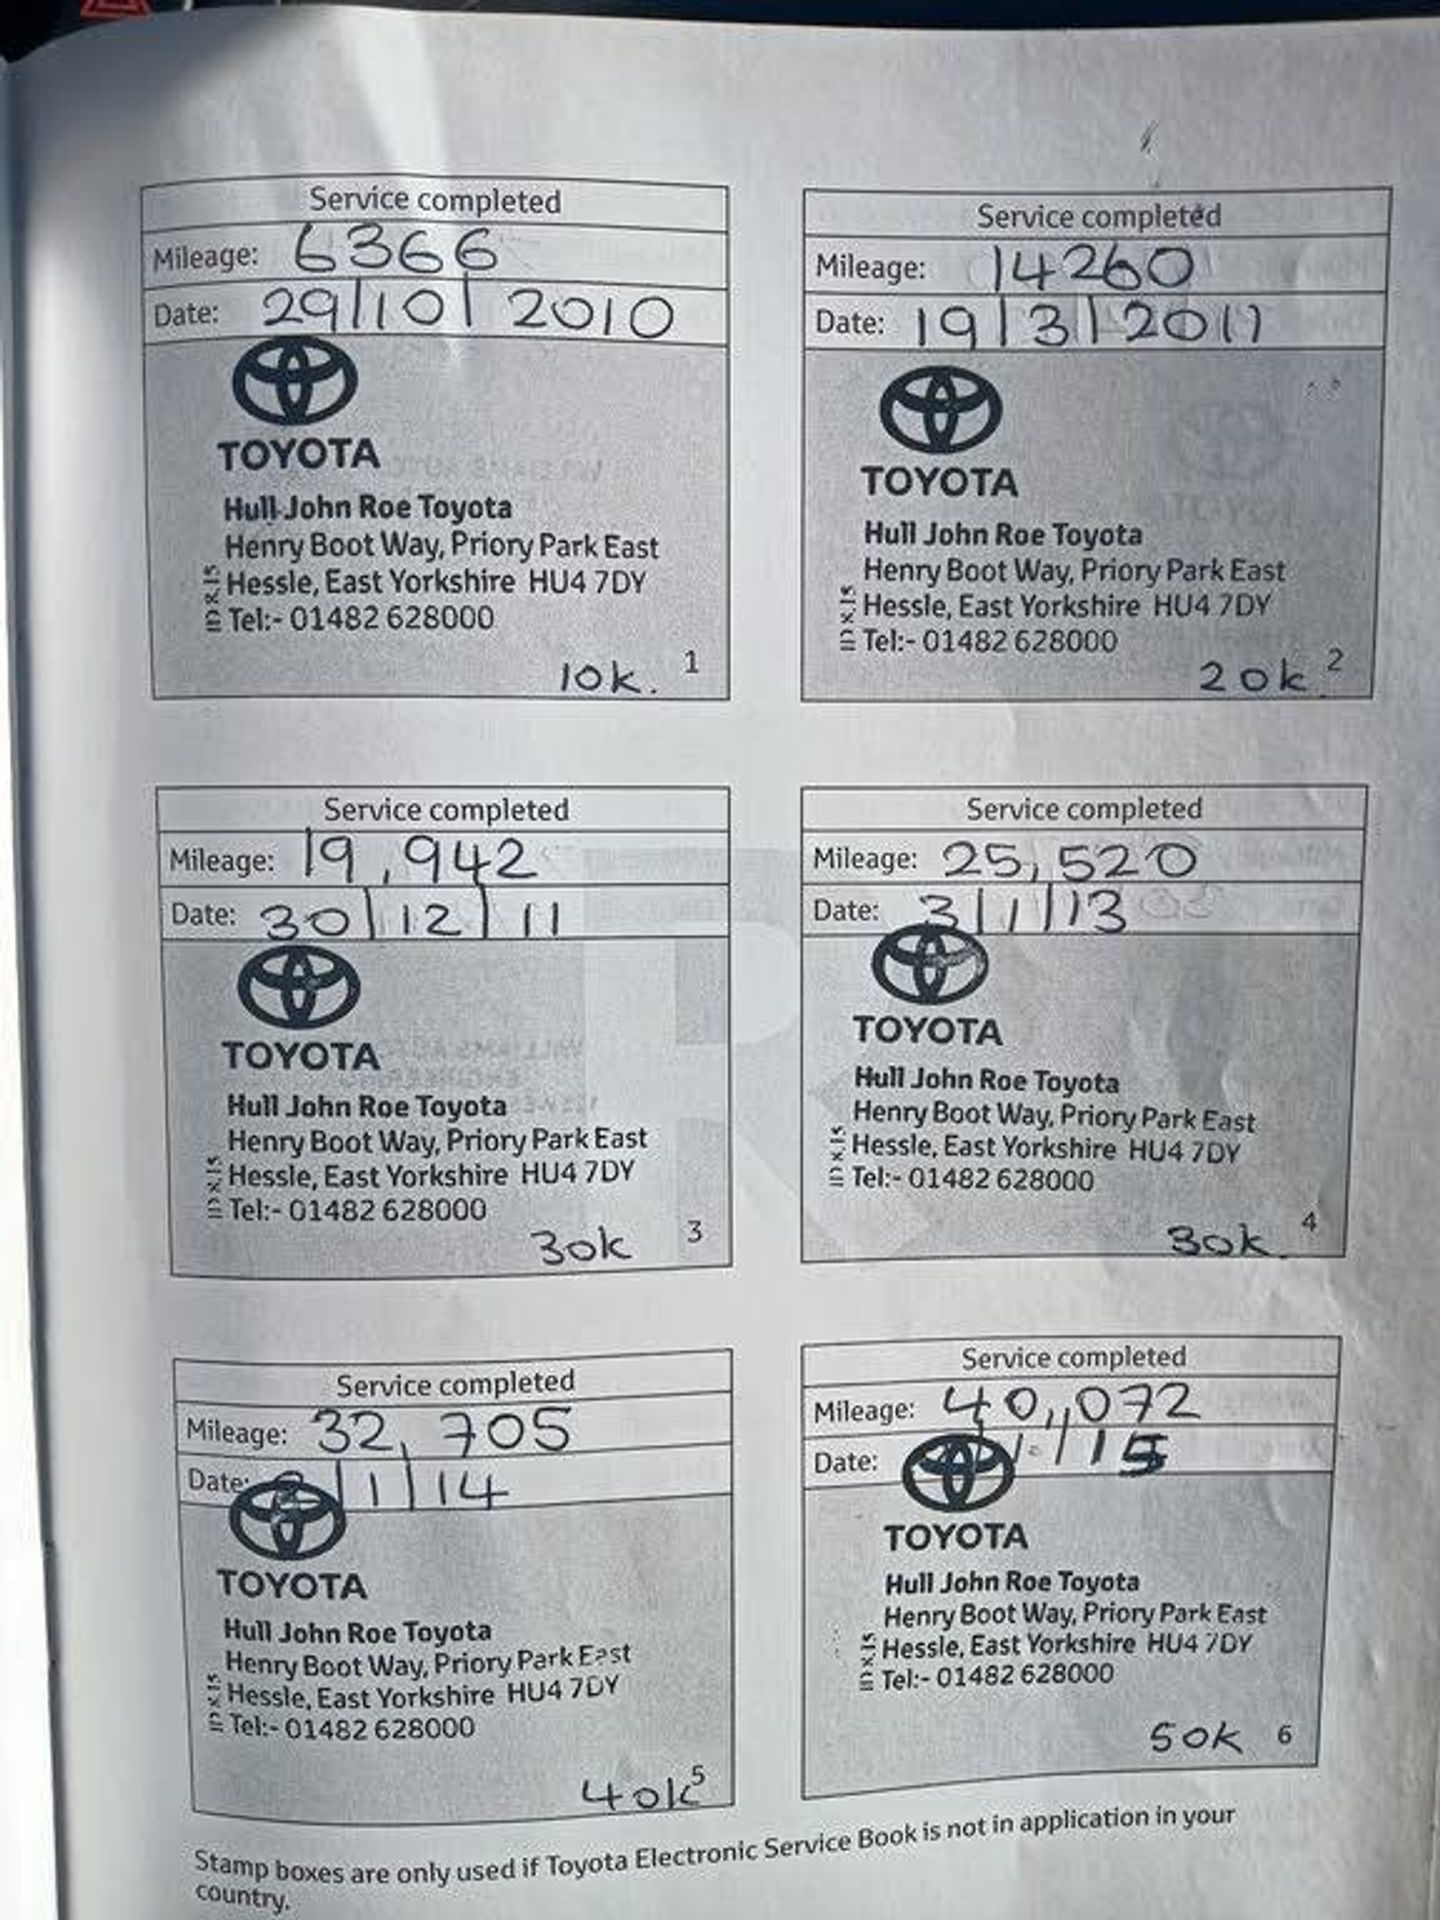 Service completed
Mileage: 6366
Date: 29/10/2010
TOYOTA
Hull John Roe Toyota
Henry Boot Way, Priory Park East
Hessle, East Yorkshire HU4 7DY
Tel:- 01482 628000
10k. 1
Service completed
Mileage: 14260
Date: 19/3/2011
TOYOTA
Hull John Roe Toyota
Henry Boot Way, Priory Park East
Hessle, East Yorkshire HU4 7DY
Tel:- 01482 628000
20k. 2
Service completed
Mileage: 19,942
Date: 30/12/11
TOYOTA
Hull John Roe Toyota
Henry Boot Way, Priory Park East
Hessle, East Yorkshire HU4 7DY
Tel:- 01482 628000
30k 3
Service completed
Mileage: 25,520
Date: 3/1/13
TOYOTA
Hull John Roe Toyota
Henry Boot Way, Priory Park East
Hessle, East Yorkshire HU4 7DY
Tel:- 01482 628000
30k. 4
Service completed
Mileage: 32,705
Date: /1/14
TOYOTA
Hull John Roe Toyota
Henry Boot Way, Priory Park East
Hessle, East Yorkshire HU4 7DY
Tel:- 01482 628000
40k 5
Service completed
Mileage: 40,072
Date: /15
TOYOTA
Hull John Roe Toyota
Henry Boot Way, Priory Park East
Hessle, East Yorkshire HU4 7DY
Tel:- 01482 628000
50k 6
Stamp boxes are only used if Toyota Electronic Service Book is not in application in your
country.